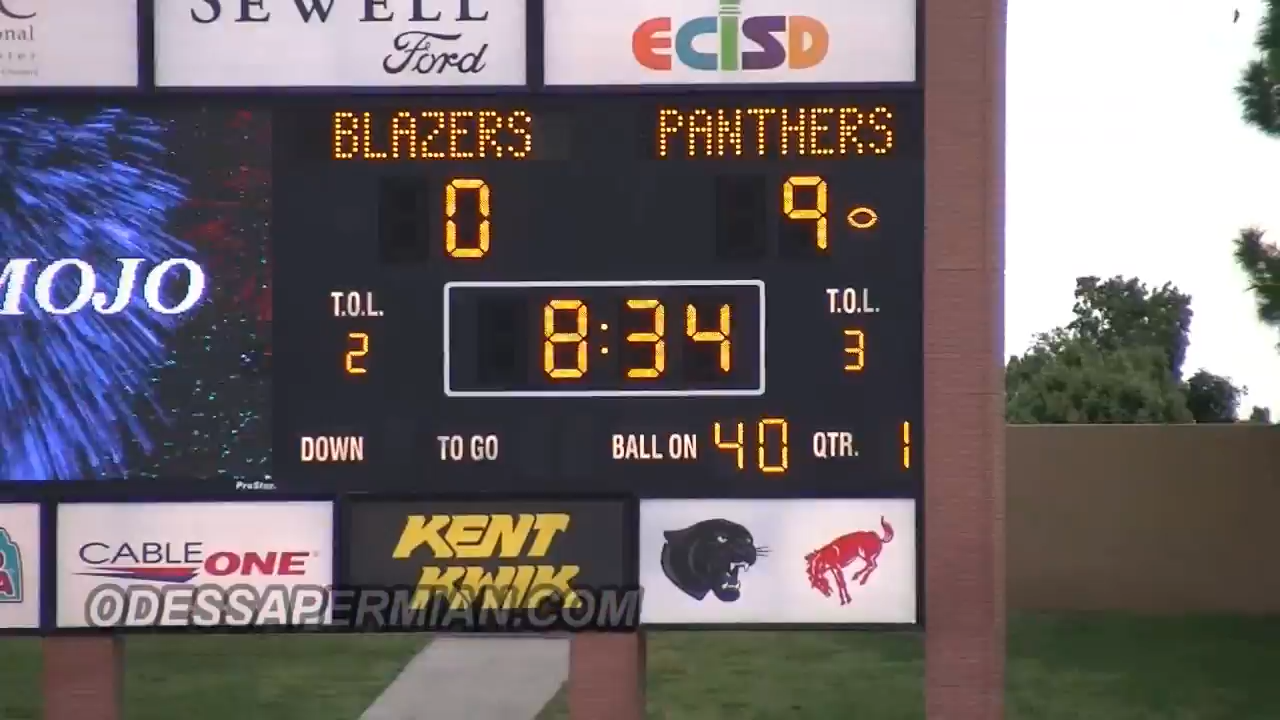 SEWELL
Ford
ECISD
BLAZERS
PANTHERS
0
9
MOJO
T.O.L.
2
8:34
T.O.L.
3
DOWN
TO GO
BALL ON 40
QTR. 1
ProStar
CABLE ONE
KENT
KWIK
ODESSAPERMIAN.COM